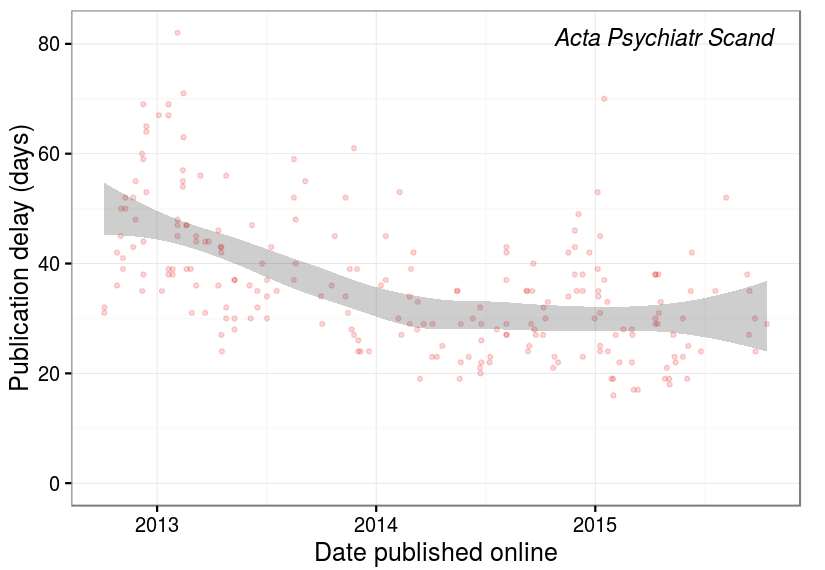 Acta Psychiatr Scand
Publication delay (days)
80
60
40
20
0
2013
2014
2015
Date published online